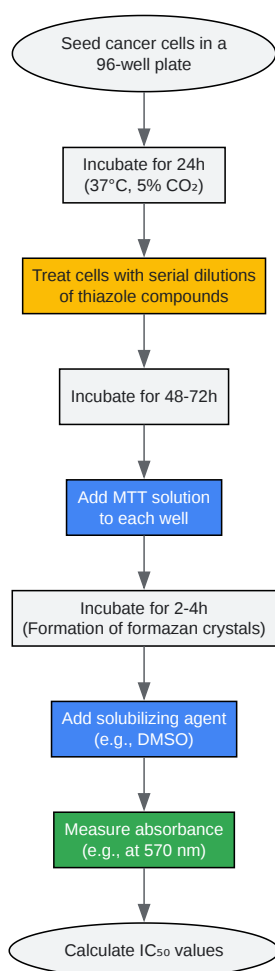 Seed cancer cells in a
96-well plate
Incubate for 24h
(37°C, 5% CO₂)
Treat cells with serial dilutions
of thiazole compounds
Incubate for 48-72h
Add MTT solution
to each well
Incubate for 2-4h
(Formation of formazan crystals)
Add solubilizing agent
(e.g., DMSO)
Measure absorbance
(e.g., at 570 nm)
Calculate IC₅₀ values